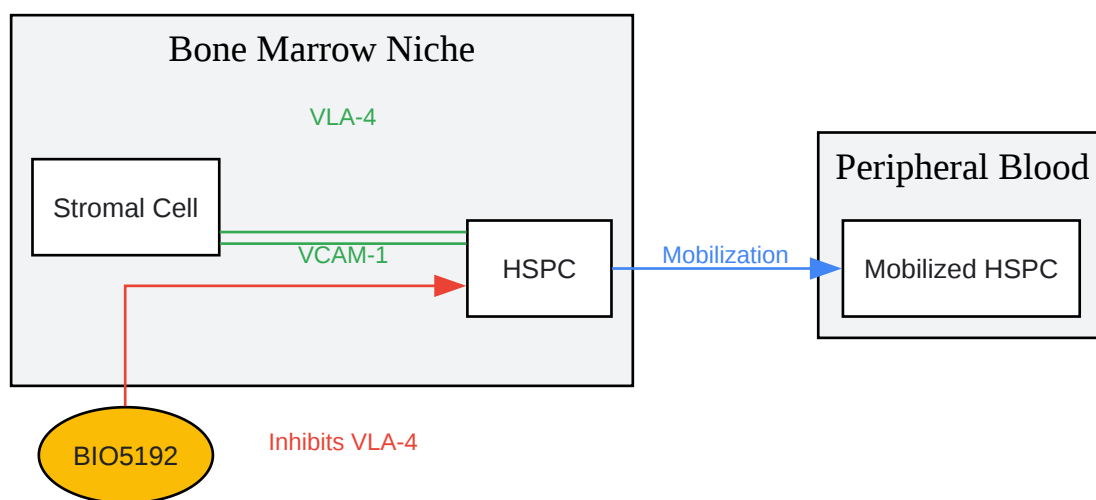 Bone Marrow Niche
VLA-4
Stromal Cell
VCAM-1
HSPC
Mobilization
Peripheral Blood
Mobilized HSPC
BIO5192
Inhibits VLA-4